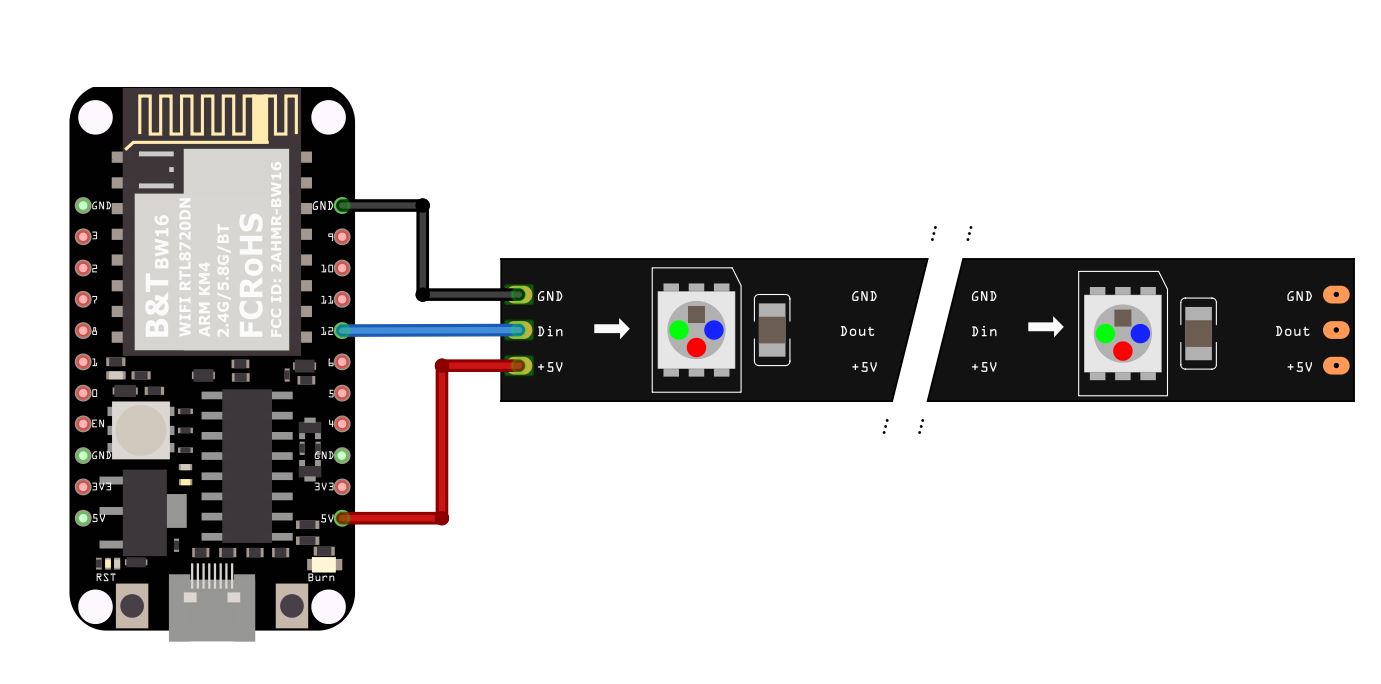 B&T BW16
WIFI RTL8720DN
ARM KM4
2.4G/5.8G/BT
FCRoHS
FCC ID: 2AHMR-BW16
GND
3
2
7
8
1
0
EN
GND
3V3
5V
GND
9
10
11
12
6
5
4
GND
3V3
5V
RST
Burn
GND
Din
+5V
GND
Dout
+5V
GND
Din
+5V
GND
Dout
+5V